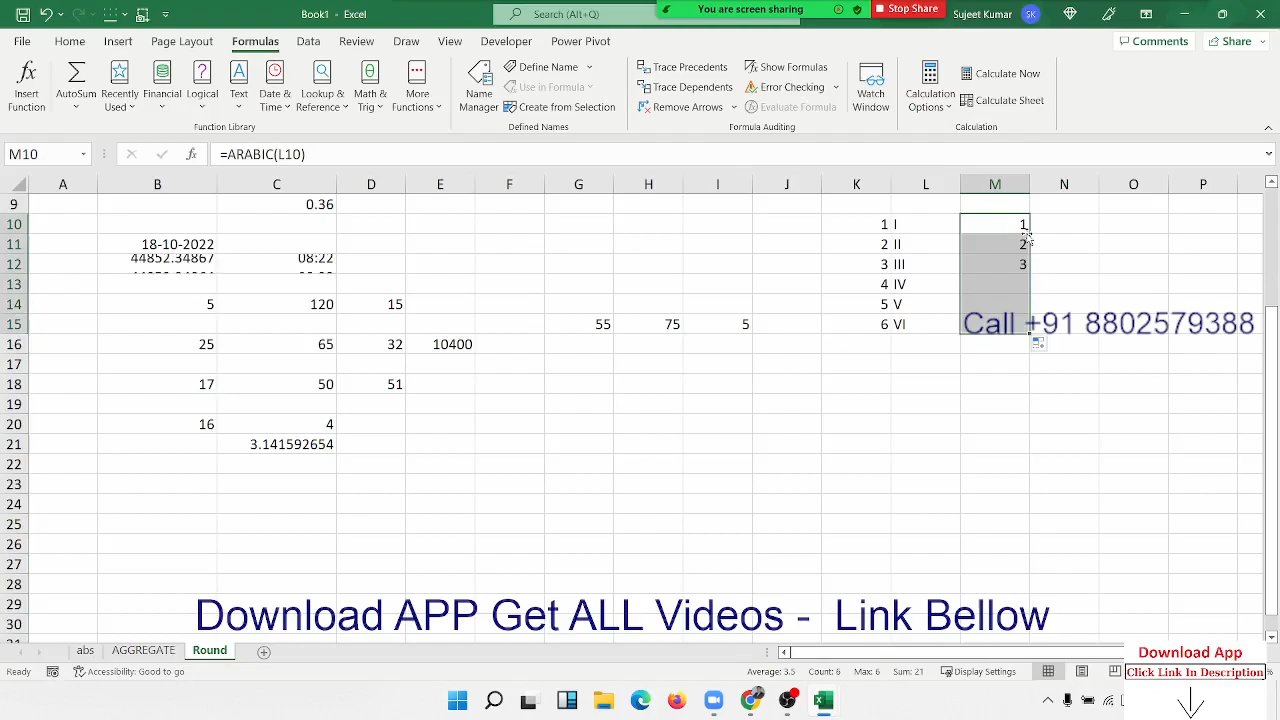 Book1 - Excel
Search (Alt+Q)
You are screen sharing
Stop Share
Sujeet Kumar
SK
File Home Insert Page Layout Formulas Data Review View Draw Developer Power Pivot
Comments Share
Insert Function
AutoSum
Recently Used
Financial
Logical
Text
Date & Time
Lookup & Reference
Math & Trig
More Functions
Function Library
Name Manager
Define Name
Use in Formula
Create from Selection
Defined Names
Trace Precedents
Trace Dependents
Remove Arrows
Show Formulas
Error Checking
Evaluate Formula
Watch Window
Formula Auditing
Calculation Options
Calculate Now
Calculate Sheet
Calculation
M10
fx
=ARABIC(L10)
A B C D E F G H I J K L M N O P
9 0.36
10 1 I 1
11 18-10-2022 2 II 2
12 44852.34867 08:22 3 III 3
13 4 IV
14 5 120 15 5 V
15 55 75 5 6 VI
Call +91 8802579388
16 25 65 32 10400
17
18 17 50 51
19
20 16 4
21 3.141592654
22
23
24
25
26
27
28
29
30
Download APP Get ALL Videos - Link Bellow
abs AGGREGATE Round
Download App
Ready Accessibility: Good to go Average: 3.5 Count: 6 Max: 6 Sum: 21 Display Settings
Click Link In Description